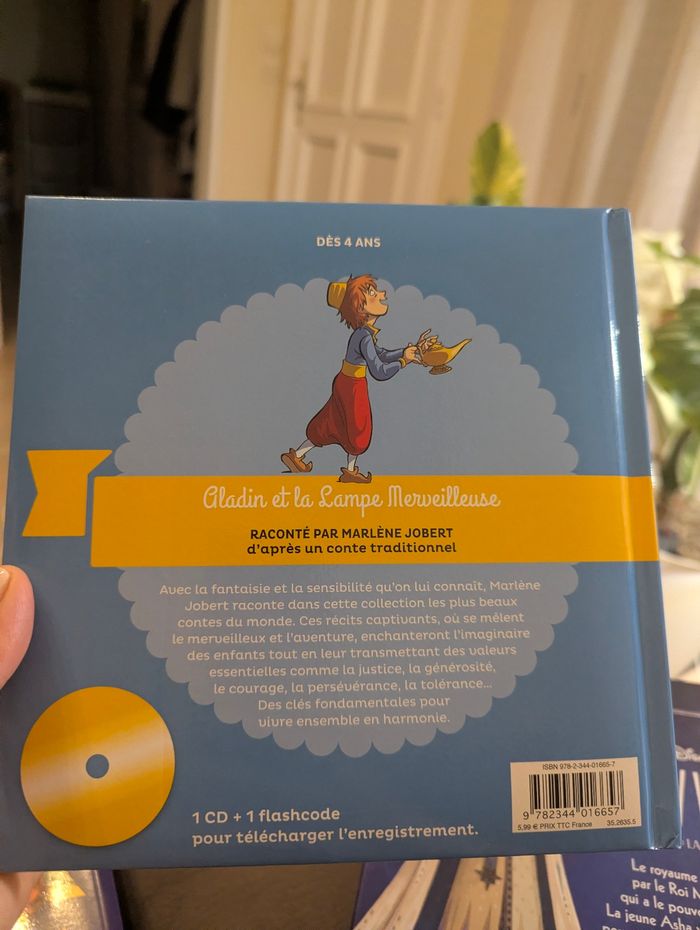 DÈS 4 ANS
Aladin et la Lampe Merveilleuse
RACONTÉ PAR MARLÈNE JOBERT
d'après un conte traditionnel
Avec la fantaisie et la sensibilité qu'on lui connaît, Marlène
Jobert raconte dans cette collection les plus beaux
contes du monde. Ces récits captivants, où se mêlent
le merveilleux et l'aventure, enchanteront l'imaginaire
des enfants tout en leur transmettant des valeurs
essentielles comme la justice, la générosité,
le courage, la persévérance, la tolérance...
Des clés fondamentales pour
vivre ensemble en harmonie.
1 CD + 1 flashcode
pour télécharger l'enregistrement.
ISBN 978-2-344-01665-7
9 782344 016657
5,99 € PRIX TTC France 35.2635.5
Le royaume
par le Roi
qui a le
La jeune Asha